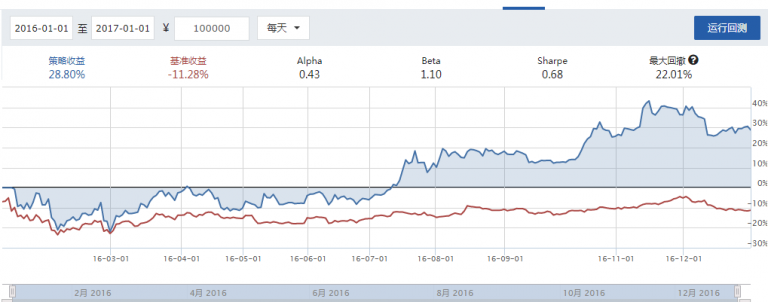 2016-01-01 至 2017-01-01 ¥ 100000 每天 运行回测
策略收益 基准收益 Alpha Beta Sharpe 最大回撤 ?
28.80% -11.28% 0.43 1.10 0.68 22.01%
40%
30%
20%
10%
0%
-10%
-20%
-30%
16-03-01 16-04-01 16-05-01 16-06-01 16-07-01 16-08-01 16-09-01 16-11-01 16-12-01
2月 2016 4月 2016 6月 2016 8月 2016 10月 2016 12月 2016